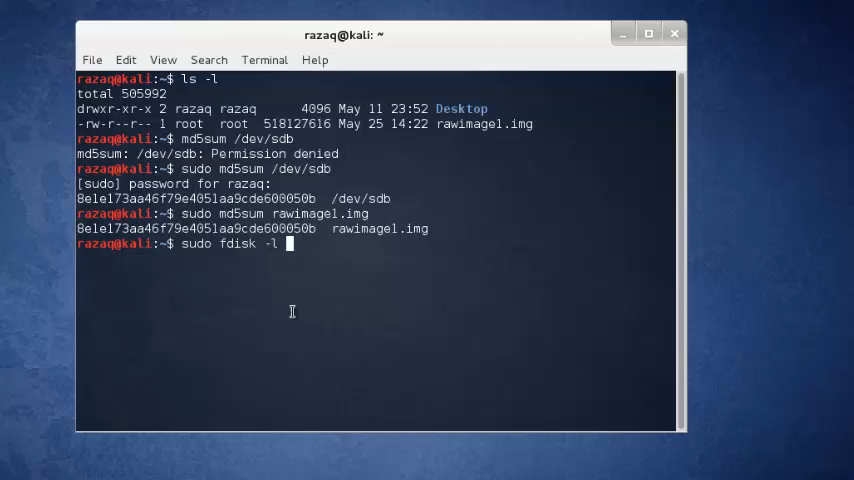 razaq@kali: ~
File Edit View Search Terminal Help
razaq@kali:~$ ls -l
total 505992
drwxr-xr-x 2 razaq razaq      4096 May 11 23:52 Desktop
-rw-r--r-- 1 root  root  518127616 May 25 14:22 rawimage1.img
razaq@kali:~$ md5sum /dev/sdb
md5sum: /dev/sdb: Permission denied
razaq@kali:~$ sudo md5sum /dev/sdb
[sudo] password for razaq:
8e1e173aa46f79e4051aa9cde600050b  /dev/sdb
razaq@kali:~$ sudo md5sum rawimage1.img
8e1e173aa46f79e4051aa9cde600050b  rawimage1.img
razaq@kali:~$ sudo fdisk -l